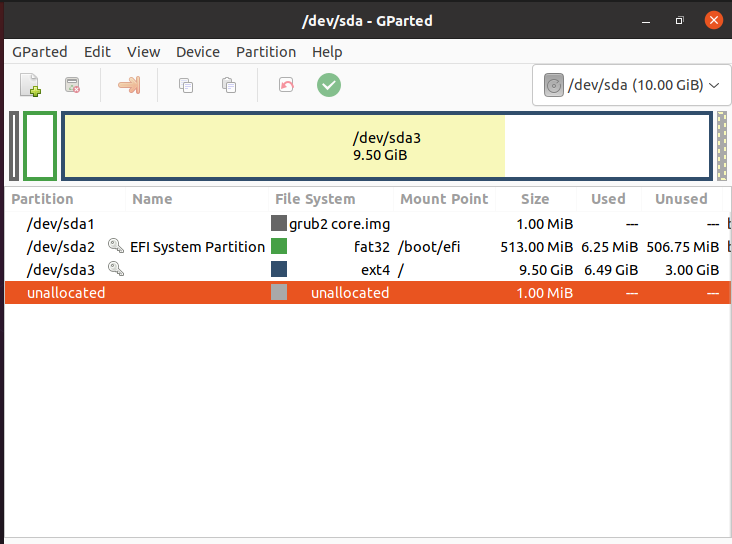 /dev/sda - GParted
GParted Edit View Device Partition Help
/dev/sda (10.00 GiB)
/dev/sda3
9.50 GiB
Partition Name File System Mount Point Size Used Unused
/dev/sda1 grub2 core.img 1.00 MiB --- ---
/dev/sda2 EFI System Partition fat32 /boot/efi 513.00 MiB 6.25 MiB 506.75 MiB
/dev/sda3 ext4 / 9.50 GiB 6.49 GiB 3.00 GiB
unallocated unallocated 1.00 MiB --- ---